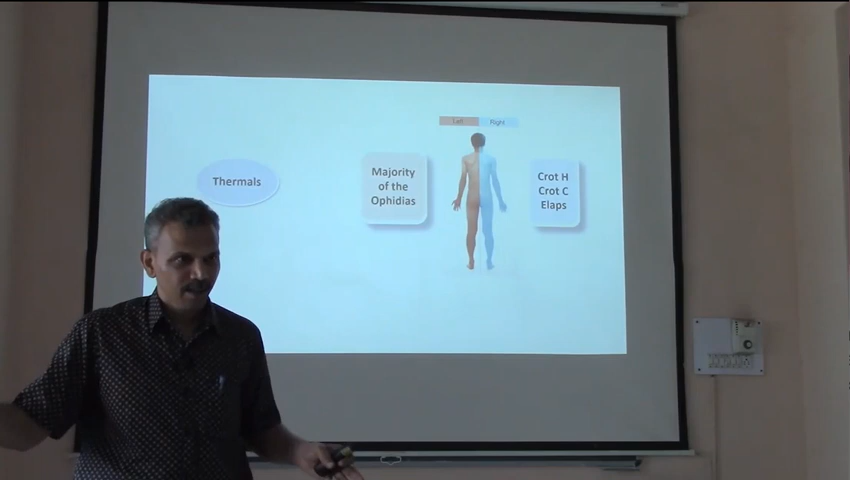 Left Right
Thermals
Majority
of the
Ophidias
Crot H
Crot C
Elaps